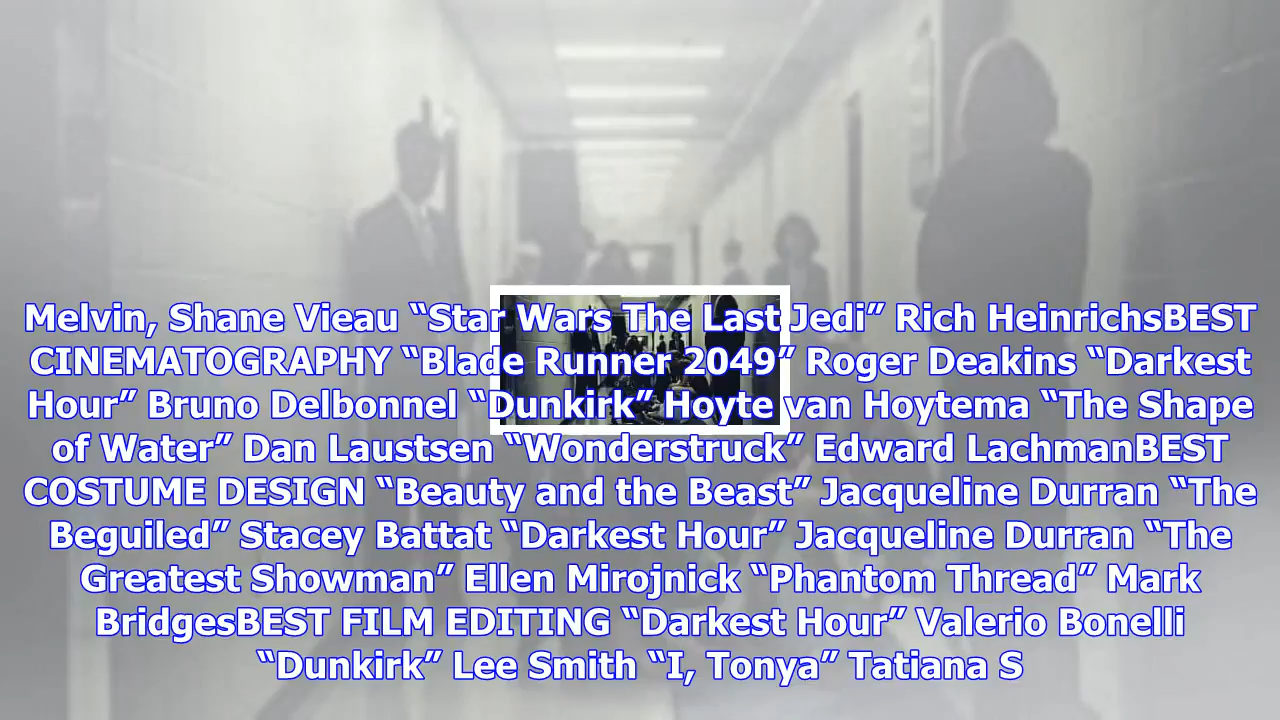 Melvin, Shane Vieau “Star Wars The Last Jedi” Rich HeinrichsBEST
CINEMATOGRAPHY “Blade Runner 2049” Roger Deakins “Darkest
Hour” Bruno Delbonnel “Dunkirk” Hoyte van Hoytema “The Shape
of Water” Dan Laustsen “Wonderstruck” Edward LachmanBEST
COSTUME DESIGN “Beauty and the Beast” Jacqueline Durran “The
Beguiled” Stacey Battat “Darkest Hour” Jacqueline Durran “The
Greatest Showman” Ellen Mirojnick “Phantom Thread” Mark
BridgesBEST FILM EDITING “Darkest Hour” Valerio Bonelli
“Dunkirk” Lee Smith “I, Tonya” Tatiana S